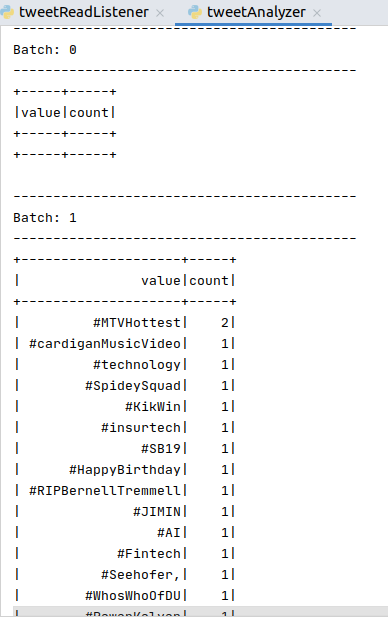 tweetReadListener × tweetAnalyzer ×
-------------------------------------------
Batch: 0
-------------------------------------------
+-----+-----+
|value|count|
+-----+-----+
+-----+-----+
-------------------------------------------
Batch: 1
-------------------------------------------
+--------------------+-----+
|               value|count|
+--------------------+-----+
|         #MTVHottest|    2|
| #cardiganMusicVideo|    1|
|         #technology|    1|
|        #SpideySquad|    1|
|             #KikWin|    1|
|          #insurtech|    1|
|               #SB19|    1|
|      #HappyBirthday|    1|
| #RIPBernellTremmell|    1|
|              #JIMIN|    1|
|                 #AI|    1|
|            #Fintech|    1|
|          #Seehofer,|    1|
|        #WhosWhoOfDU|    1|
|        #PawanKalyan|    1|